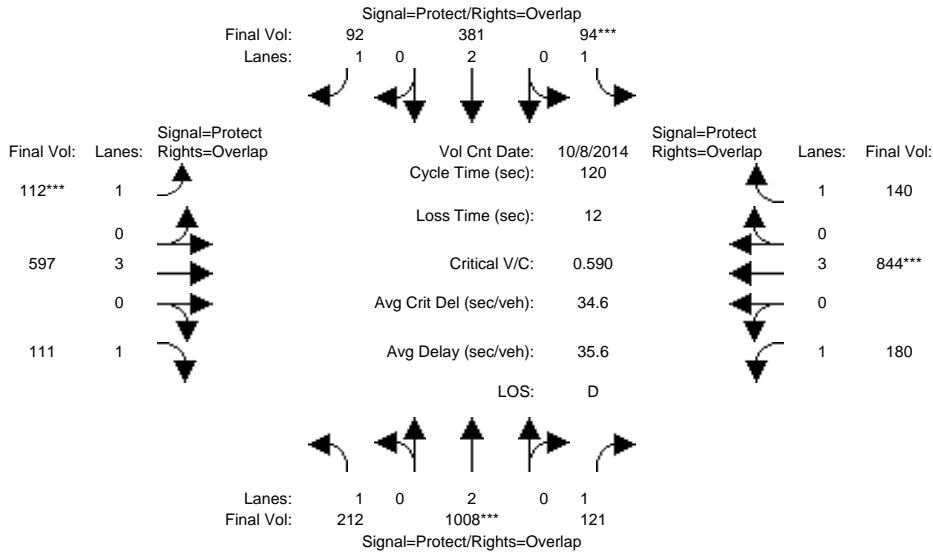 Signal=Protect/Rights=Overlap
Final Vol: 92 381 94***
Lanes: 1 0 2 0 1
Signal=Protect Signal=Protect
Final Vol: Lanes: Rights=Overlap Vol Cnt Date: 10/8/2014 Rights=Overlap Lanes: Final Vol:
Cycle Time (sec): 120
112*** 1 1 140
Loss Time (sec): 12
0 0
597 3 Critical V/C: 0.590 3 844***
0 Avg Crit Del (sec/veh): 34.6 0
111 1 Avg Delay (sec/veh): 35.6 1 180
LOS: D
Lanes: 1 0 2 0 1
Final Vol: 212 1008*** 121
Signal=Protect/Rights=Overlap